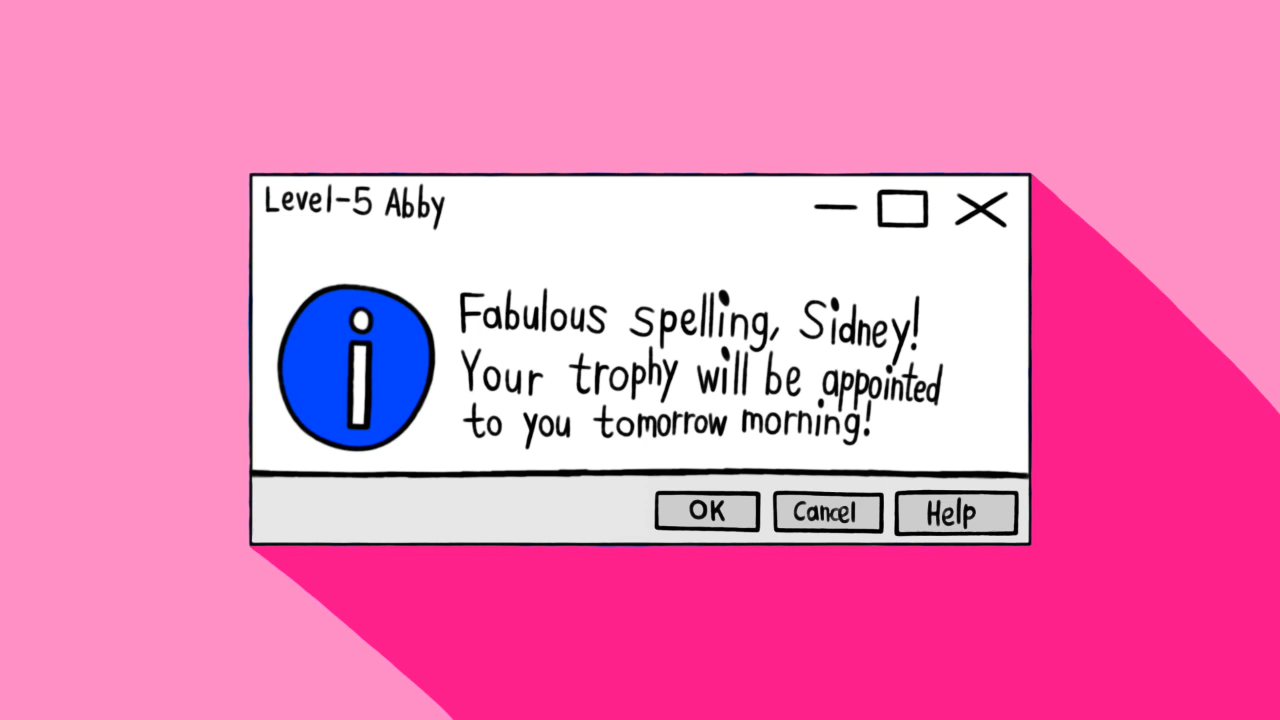 Level-5 Abby
Fabulous spelling, Sidney!
Your trophy will be appointed
to you tomorrow morning!
OK Cancel Help